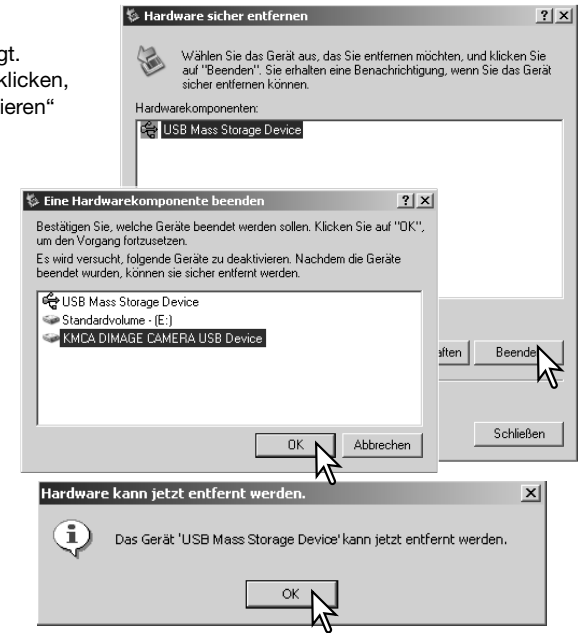 gt.
klicken,
ieren“
Hardware sicher entfernen
Wählen Sie das Gerät aus, das Sie entfernen möchten, und klicken Sie
auf "Beenden". Sie erhalten eine Benachrichtigung, wenn Sie das Gerät
sicher entfernen können.
Hardwarekomponenten:
USB Mass Storage Device
Eine Hardwarekomponente beenden
Bestätigen Sie, welche Geräte beendet werden sollen. Klicken Sie auf "OK",
um den Vorgang fortzusetzen.
Es wird versucht, folgende Geräte zu deaktivieren. Nachdem die Geräte
beendet wurden, können sie sicher entfernt werden.
USB Mass Storage Device
Standardvolume - (E:)
KMCA DIMAGE CAMERA USB Device
OK Abbrechen
aften Beenden
Schließen
Hardware kann jetzt entfernt werden.
Das Gerät 'USB Mass Storage Device' kann jetzt entfernt werden.
OK